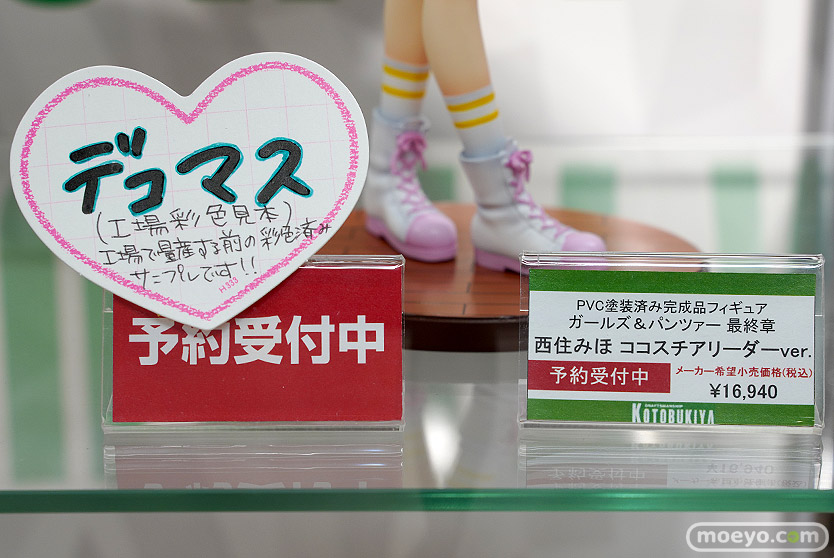 デコマス
(工場彩色見本)
工場で量産する前の彩色済み
サンプルです!!
予約受付中
PVC塗装済み完成品フィギュア
ガールズ&パンツァー 最終章
西住みほ ココスチアリーダーver.
予約受付中
メーカー希望小売価格(税込)
¥16,940
KOTOBUKIYA
moeyo.com